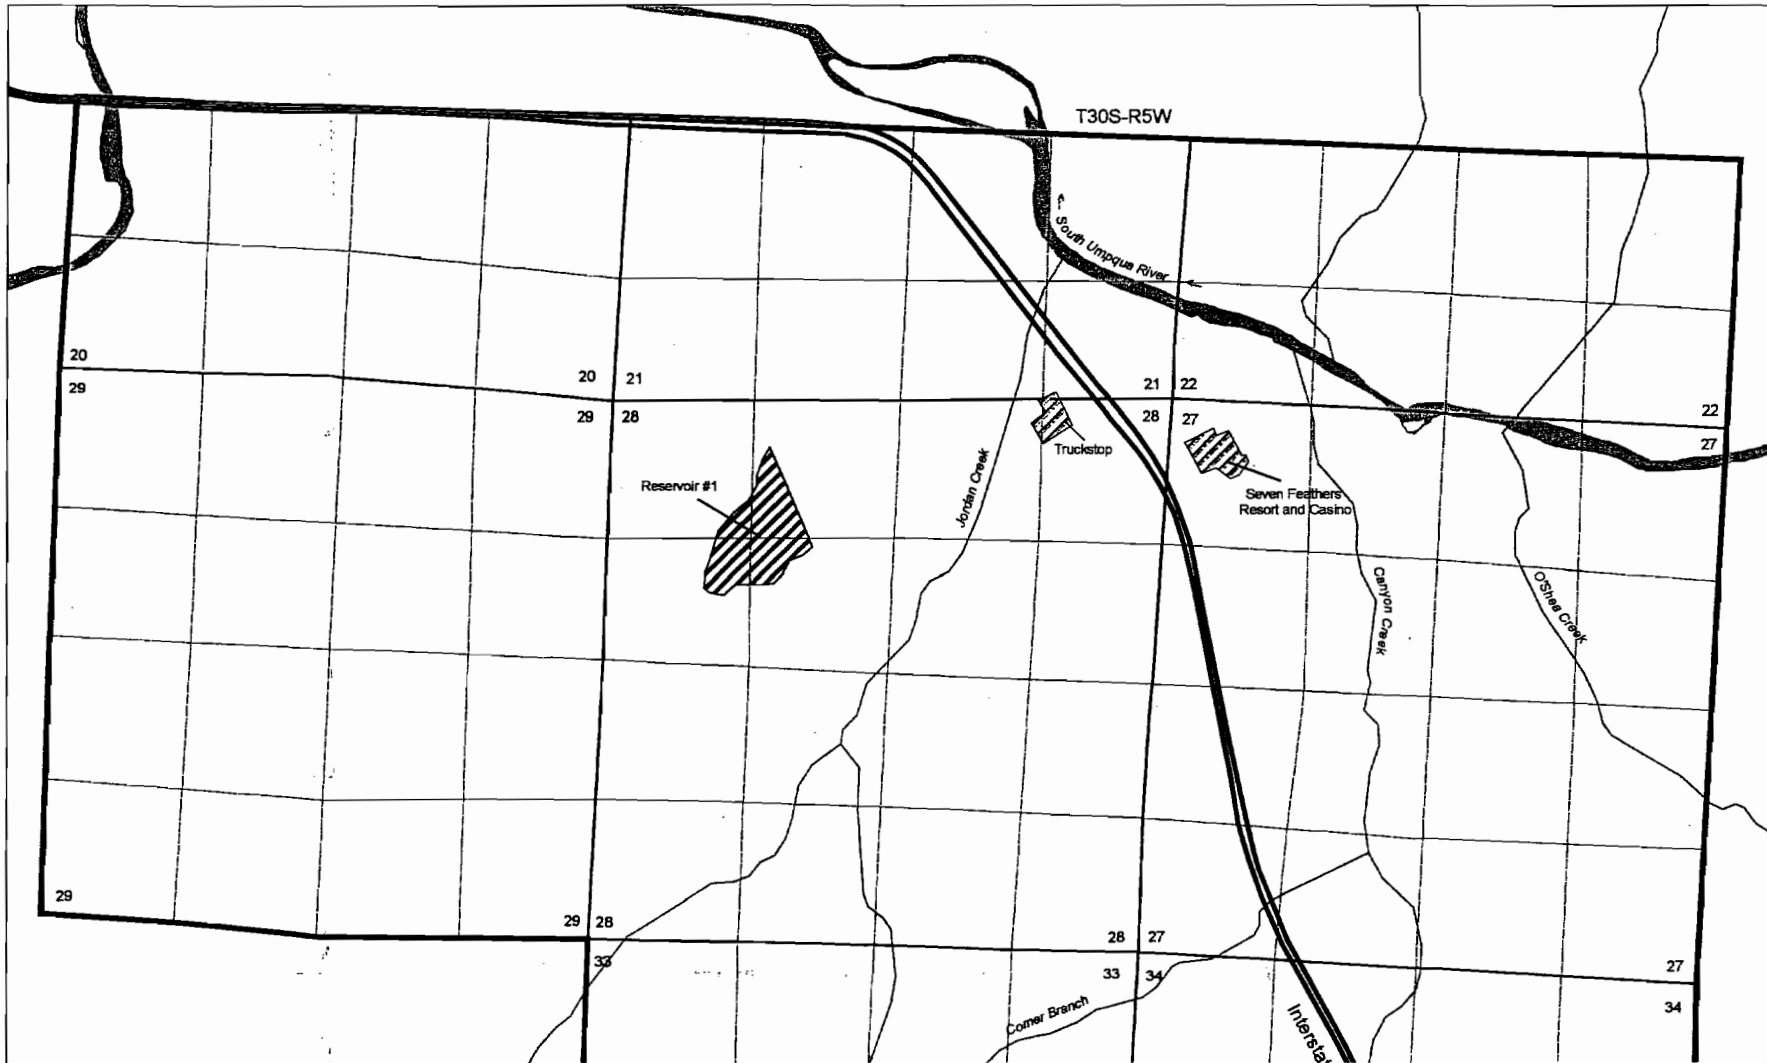 T30S-R5W
← South Umpqua River ←
20
20
21
21
22
22
29
29
28
28
27
27
Truckstop
Reservoir #1
Jordan Creek
Seven Feathers
Resort and Casino
Canyon Creek
O'Shea Creek
29
29
28
28
27
27
33
33
34
34
Corner Branch
Interstat